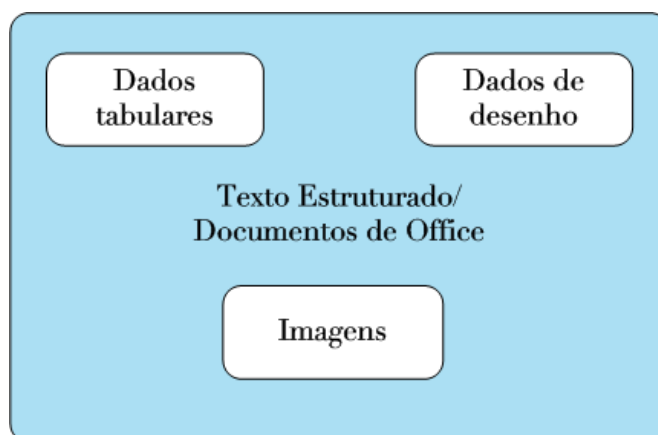 Dados
tabulares
Dados de
desenho
Texto Estruturado/
Documentos de Office
Imagens